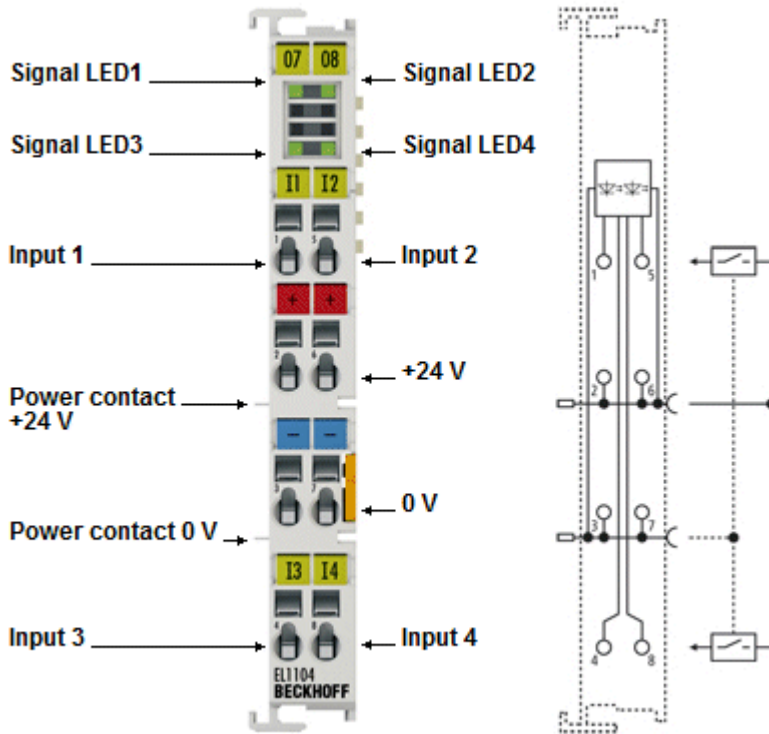 07 08
Signal LED1
Signal LED2
Signal LED3
Signal LED4
I1 I2
1 5
Input 1
Input 2
1 5
+ +
2 6
+24 V
2 6
Power contact
+24 V
- -
3 7
0 V
3 7
Power contact 0 V
I3 I4
4 8
Input 3
Input 4
4 8
EL1104
BECKHOFF